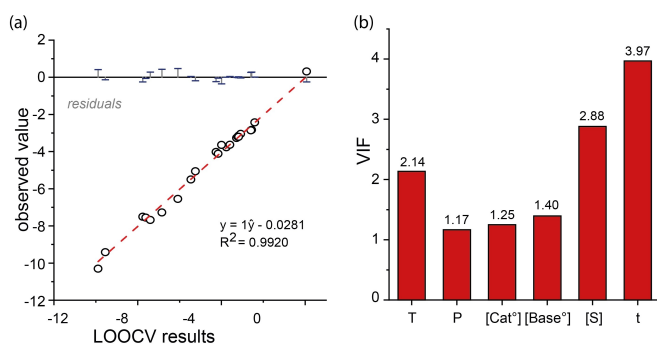 (a)
2
0
-2
-4
-6
-8
-10
-12
observed value
residuals
y = 1ŷ - 0.0281
R2 = 0.9920
-12
-8
-4
0
LOOCV results
(b)
4
3
2
1
0
VIF
2.14
1.17
1.25
1.40
2.88
3.97
T
P
[Cat°]
[Base°]
[S]
t